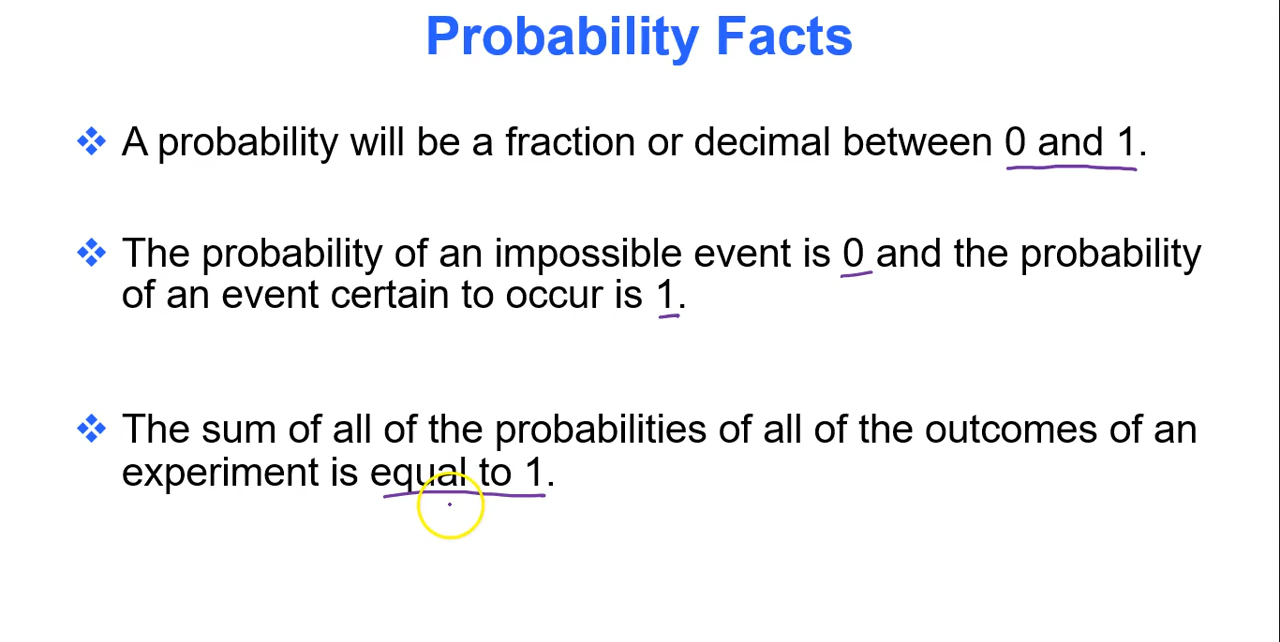 Probability Facts
A probability will be a fraction or decimal between 0 and 1.
The probability of an impossible event is 0 and the probability
of an event certain to occur is 1.
The sum of all of the probabilities of all of the outcomes of an
experiment is equal to 1.